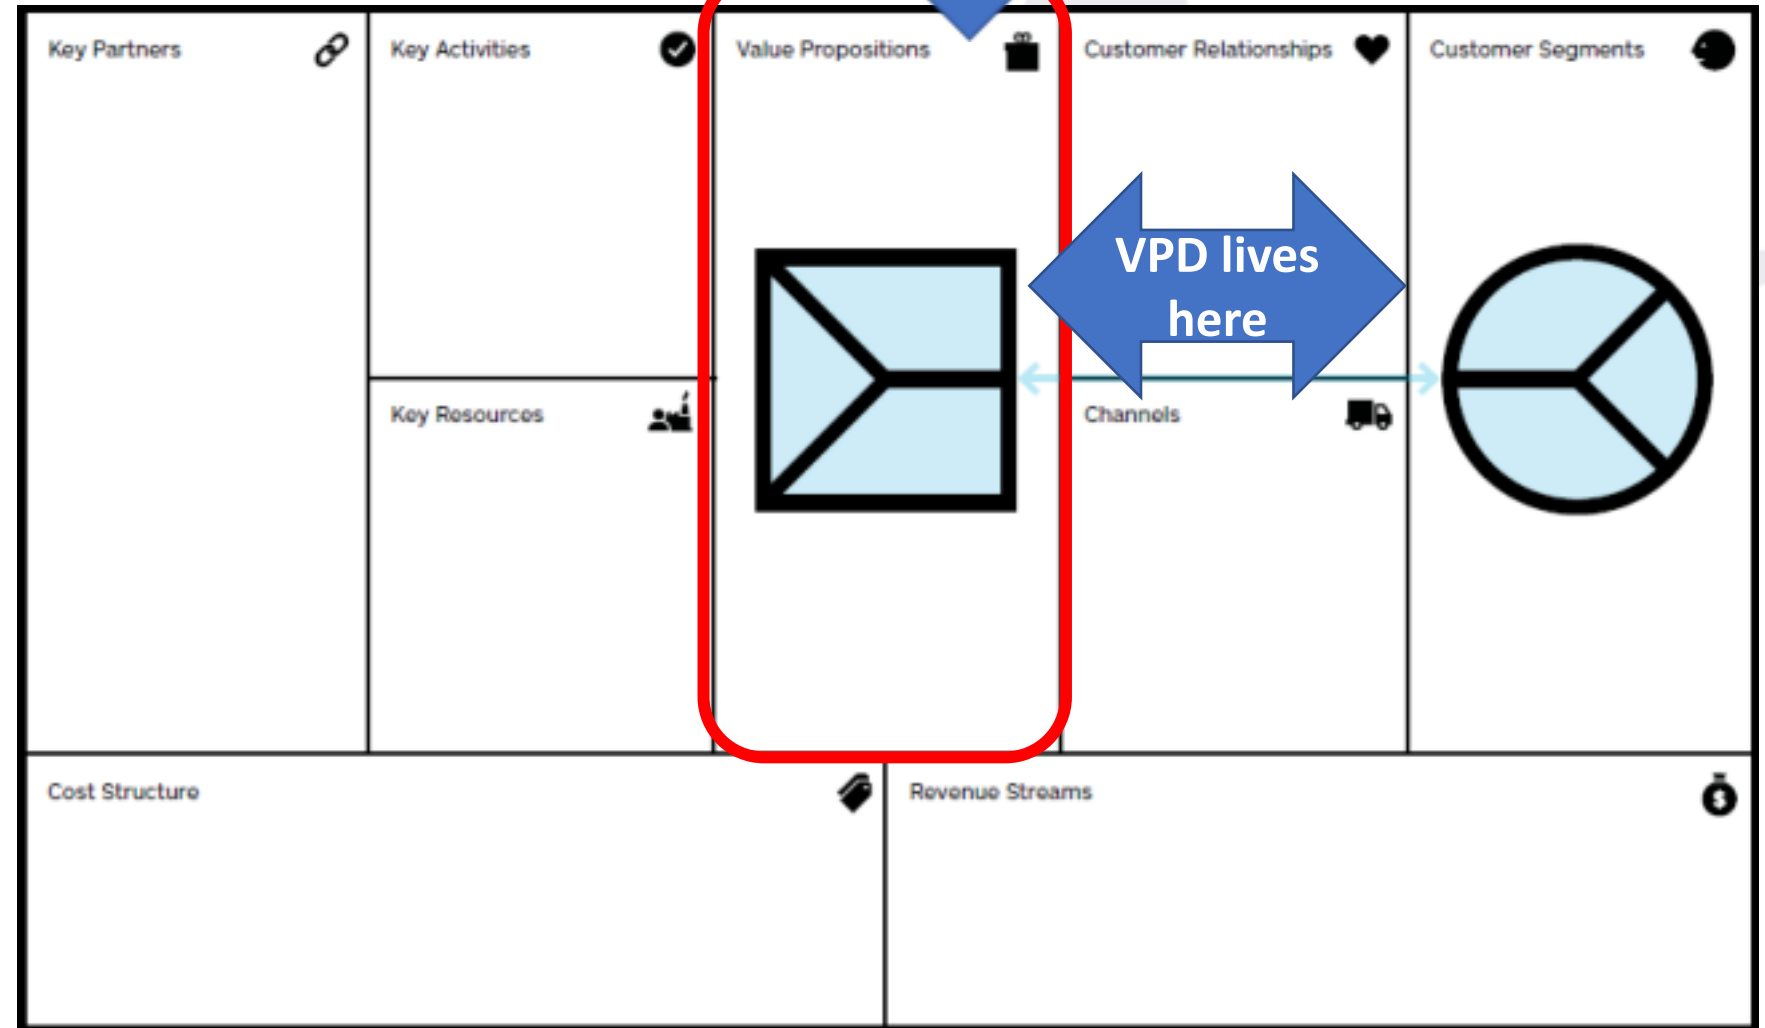 Key Partners
Key Activities
Value Propositions
Customer Relationships
Customer Segments
VPD lives
here
Key Resources
Channels
Cost Structure
Revenue Streams